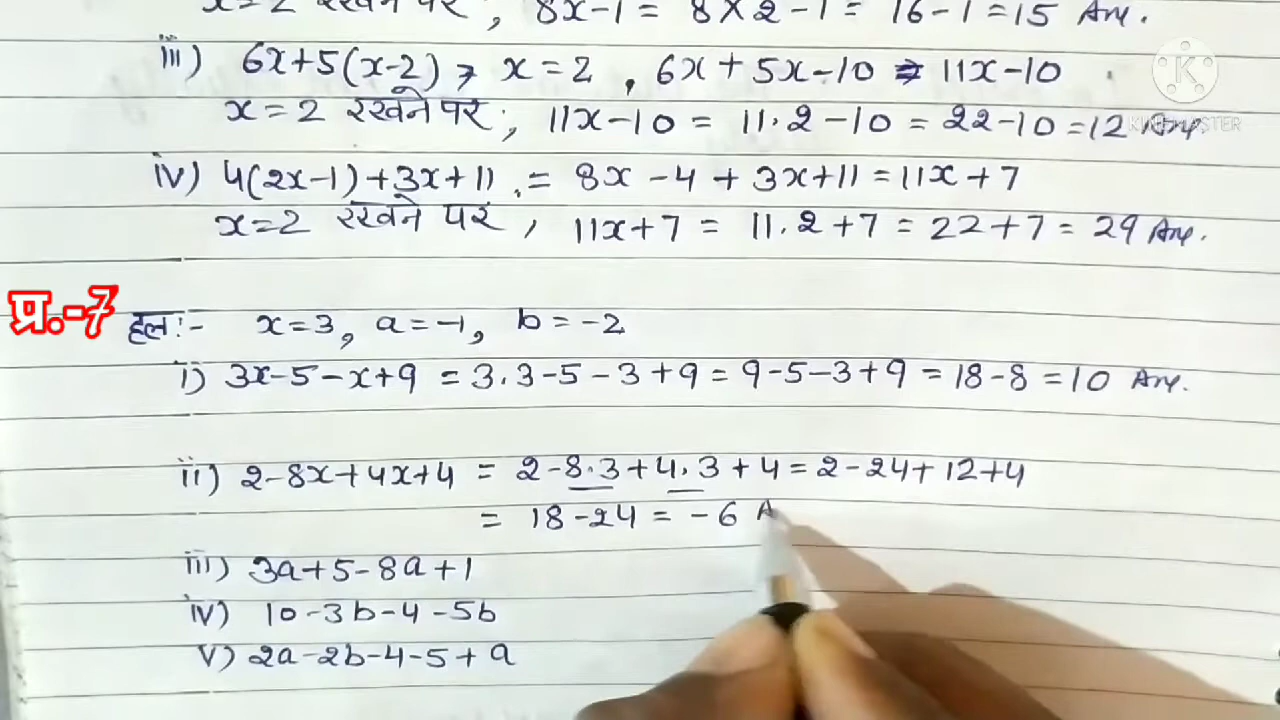 x=2 रखने पर, 8x-1 = 8×2-1 = 16-1 =15 Ans.
iii) 6x+5(x-2), x=2, 6x+5x-10 ⇒ 11x-10
x=2 रखने पर, 11x-10 = 11.2-10 = 22-10 =12 Ans
KINEMASTER
iv) 4(2x-1)+3x+11 = 8x-4+3x+11 = 11x+7
x=2 रखने पर, 11x+7 = 11.2+7 = 22+7 = 29 Ans.
प्र.-7 हल:- x=3, a=-1, b=-2
i) 3x-5-x+9 = 3.3-5-3+9 = 9-5-3+9 = 18-8 = 10 Ans.
ii) 2-8x+4x+4 = 2-8.3+4.3+4 = 2-24+12+4
= 18-24 = -6 A
iii) 3a+5-8a+1
iv) 10-3b-4-5b
v) 2a-2b-4-5+a